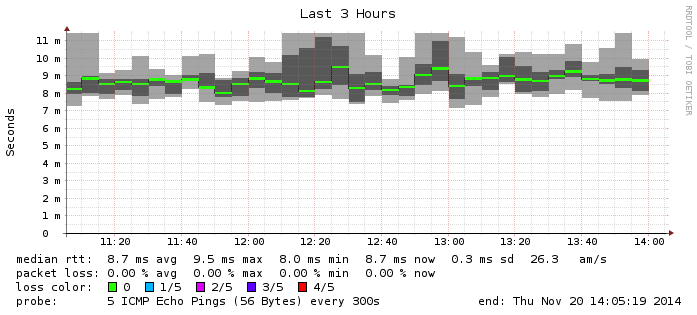 Last 3 Hours
RRDTOOL / TOBI OETIKER
Seconds
11 m
10 m
9 m
8 m
7 m
6 m
5 m
4 m
3 m
2 m
1 m
0
11:20 11:40 12:00 12:20 12:40 13:00 13:20 13:40 14:00
median rtt: 8.7 ms avg 9.5 ms max 8.0 ms min 8.7 ms now 0.3 ms sd 26.3 am/s
packet loss: 0.00 % avg 0.00 % max 0.00 % min 0.00 % now
loss color: 0 1/5 2/5 3/5 4/5
probe: 5 ICMP Echo Pings (56 Bytes) every 300s end: Thu Nov 20 14:05:19 2014